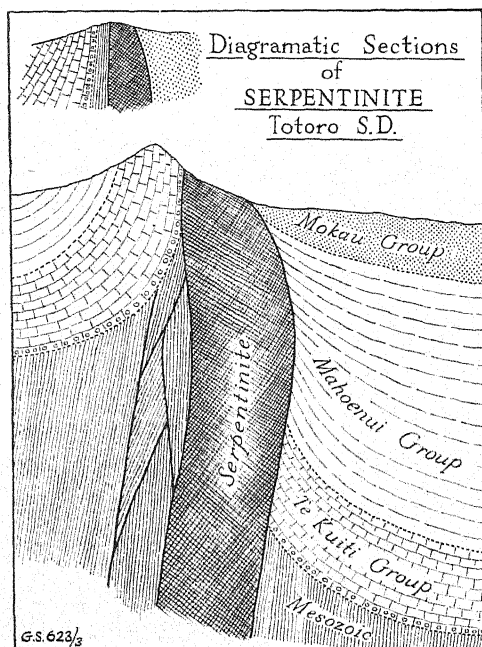 Diagramatic Sections
of
SERPENTINITE
Totoro S.D.
Mokau Group
Mahoenui Group
Serpentinite
Te Kuiti Group
Mesozoic
G.S. 623/3